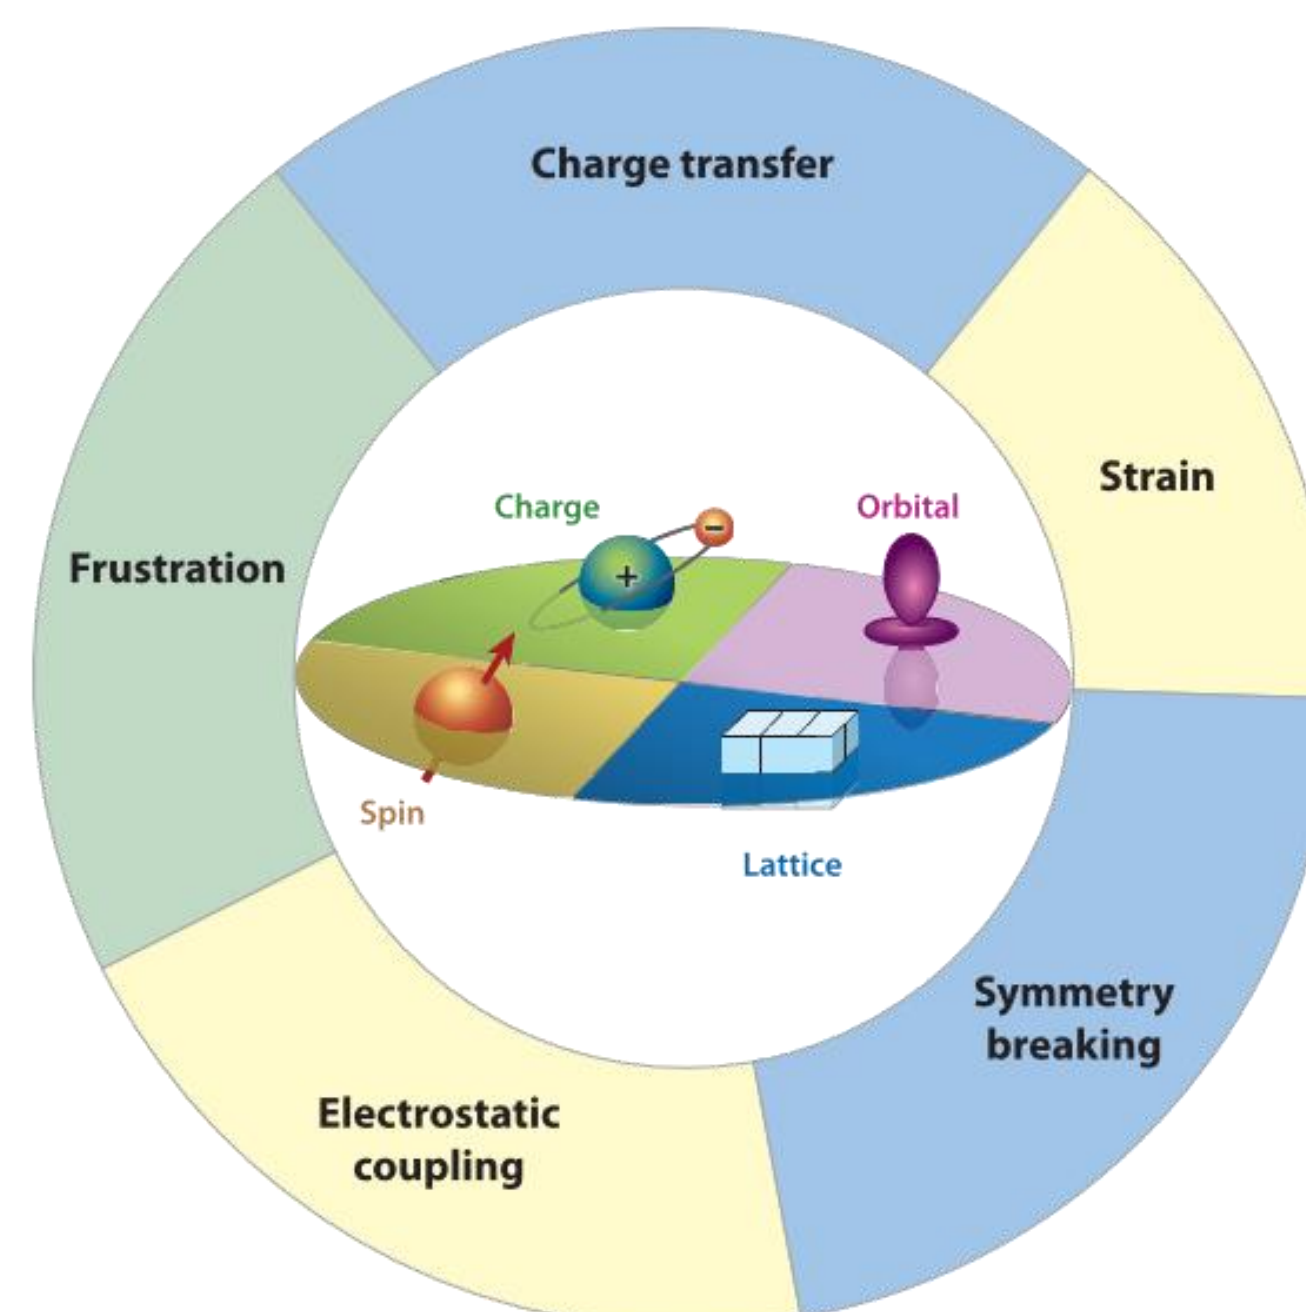 Charge transfer
Strain
Charge
Orbital
−
+
Frustration
Spin
Lattice
Symmetry
breaking
Electrostatic
coupling